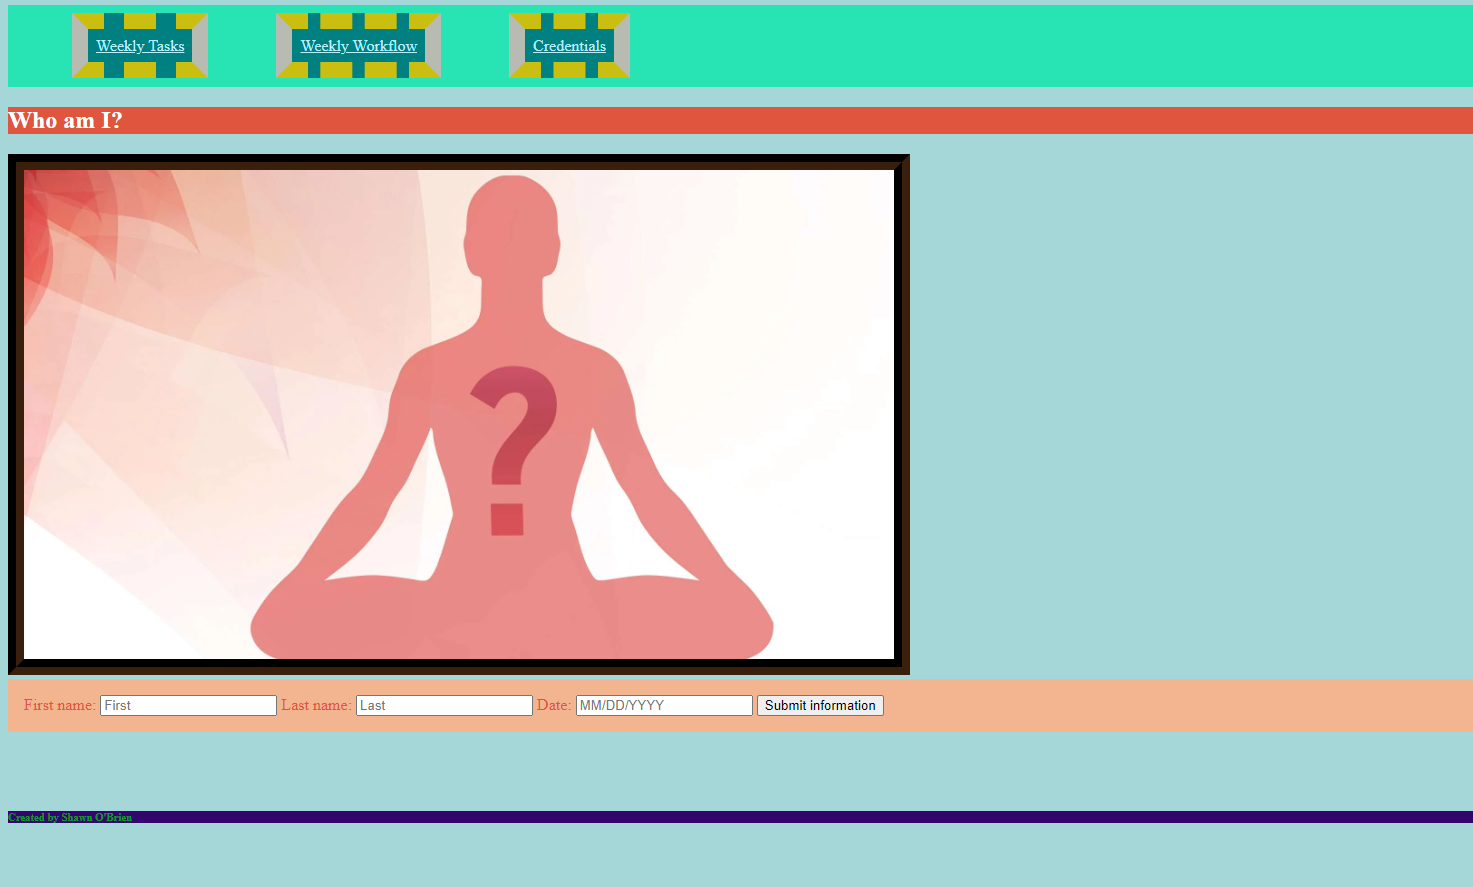 Weekly Tasks Weekly Workflow Credentials
Who am I?
?
First name: First Last name: Last Date: MM/DD/YYYY Submit information
Created by Shawn O'Brien